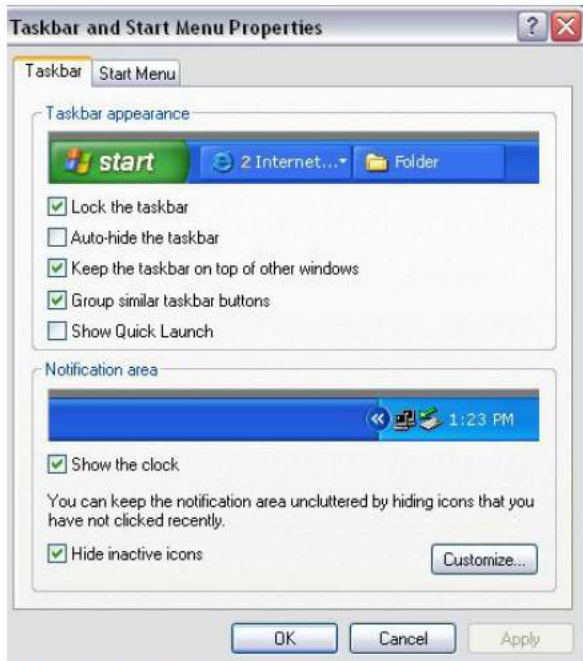 Taskbar and Start Menu Properties
Taskbar
Start Menu
Taskbar appearance
start
2 Internet...
Folder
Lock the taskbar
Auto-hide the taskbar
Keep the taskbar on top of other windows
Group similar taskbar buttons
Show Quick Launch
Notification area
1:23 PM
Show the clock
You can keep the notification area uncluttered by hiding icons that you
have not clicked recently.
Hide inactive icons
Customize...
OK
Cancel
Apply